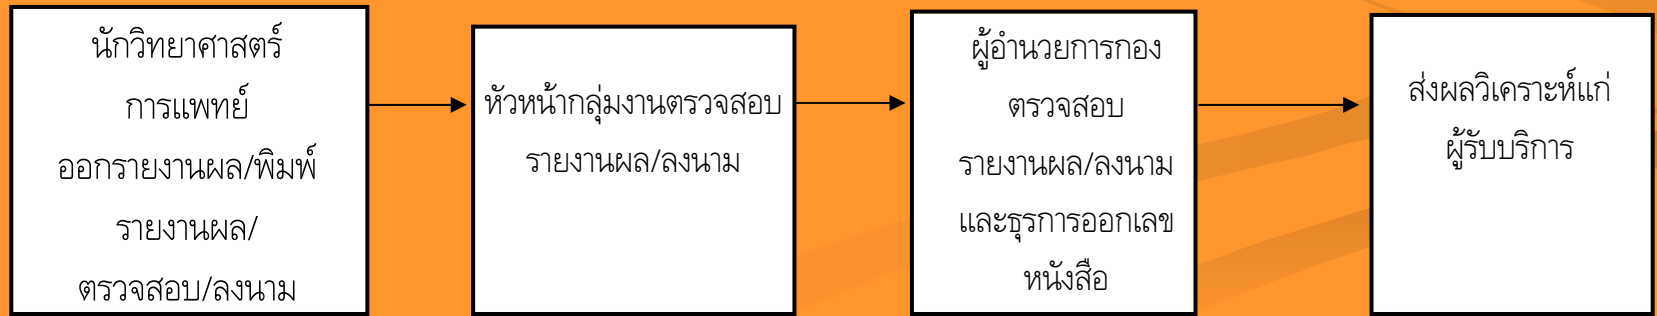 นักวิทยาศาสตร์
การแพทย์
ออกรายงานผล/พิมพ์
รายงานผล/
ตรวจสอบ/ลงนาม
หัวหน้ากลุ่มงานตรวจสอบ
รายงานผล/ลงนาม
ผู้อำนวยการกอง
ตรวจสอบ
รายงานผล/ลงนาม
และธุรการออกเลข
หนังสือ
ส่งผลวิเคราะห์แก่
ผู้รับบริการ